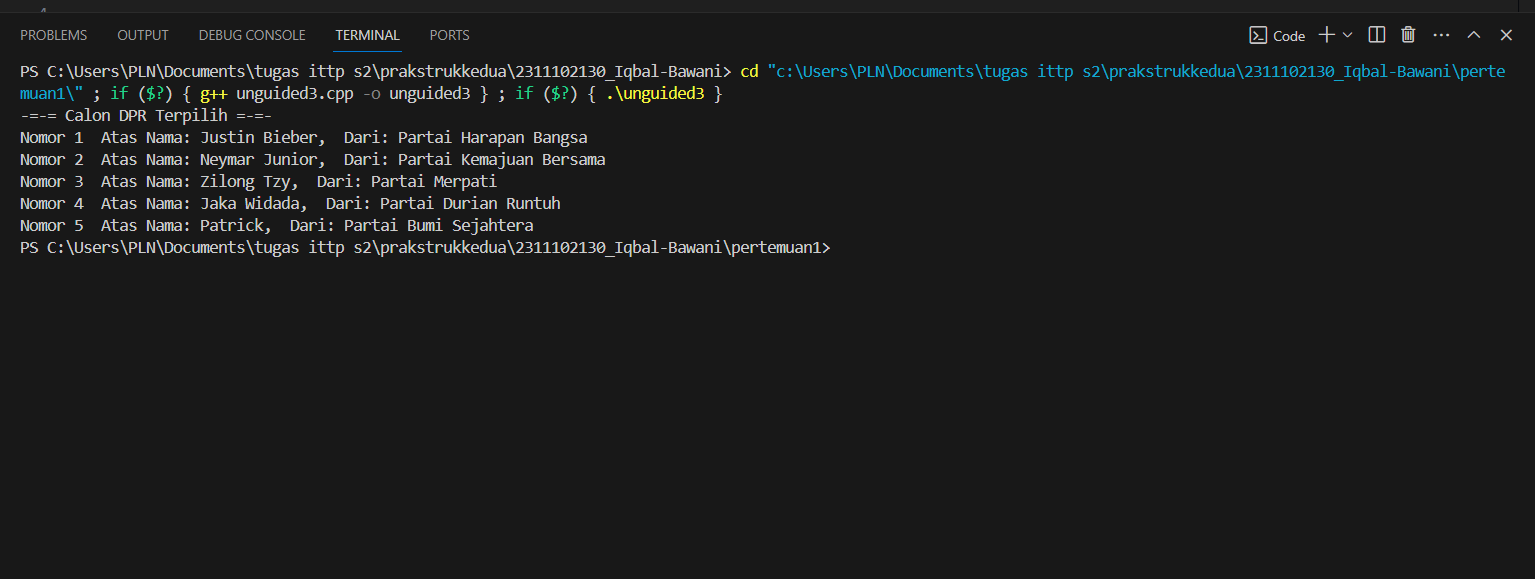 PROBLEMS OUTPUT DEBUG CONSOLE TERMINAL PORTS Code
PS C:\Users\PLN\Documents\tugas ittp s2\prakstrukkedua\2311102130_Iqbal-Bawani> cd "c:\Users\PLN\Documents\tugas ittp s2\prakstrukkedua\2311102130_Iqbal-Bawani\perte
muan1\" ; if ($?) { g++ unguided3.cpp -o unguided3 } ; if ($?) { .\unguided3 }
-=-= Calon DPR Terpilih =-=-
Nomor 1  Atas Nama: Justin Bieber,  Dari: Partai Harapan Bangsa
Nomor 2  Atas Nama: Neymar Junior,  Dari: Partai Kemajuan Bersama
Nomor 3  Atas Nama: Zilong Tzy,  Dari: Partai Merpati
Nomor 4  Atas Nama: Jaka Widada,  Dari: Partai Durian Runtuh
Nomor 5  Atas Nama: Patrick,  Dari: Partai Bumi Sejahtera
PS C:\Users\PLN\Documents\tugas ittp s2\prakstrukkedua\2311102130_Iqbal-Bawani\pertemuan1>